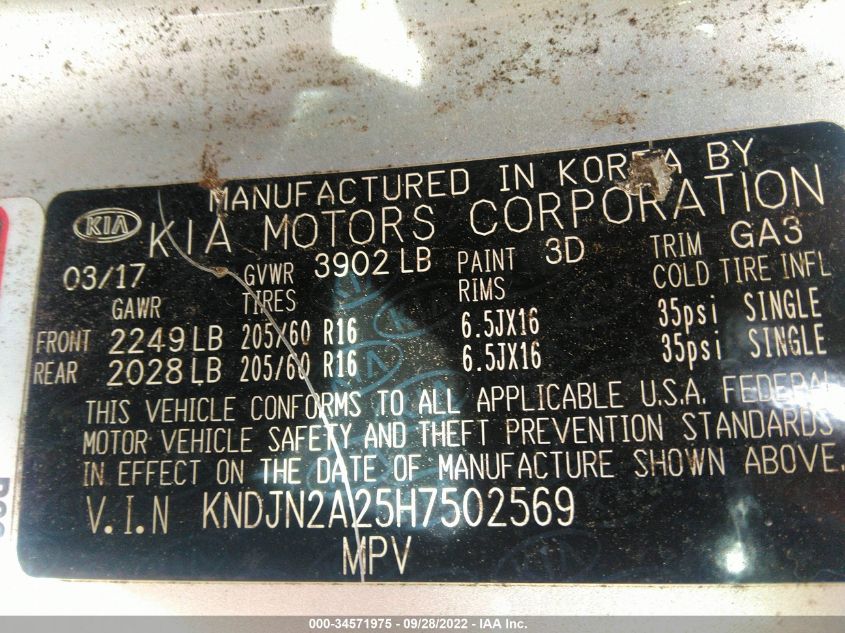 MANUFACTURED IN KOREA BY
KIA KIA MOTORS CORPORATION
03/17 GVWR 3902 LB PAINT 3D TRIM GA3
GAWR TIRES RIMS COLD TIRE INFL
FRONT 2249 LB 205/60 R16 6.5JX16 35psi SINGLE
REAR 2028 LB 205/60 R16 6.5JX16 35psi SINGLE
THIS VEHICLE CONFORMS TO ALL APPLICABLE U.S.A. FEDERAL
MOTOR VEHICLE SAFETY AND THEFT PREVENTION STANDARDS
IN EFFECT ON THE DATE OF MANUFACTURE SHOWN ABOVE.
V.I.N KNDJN2A25H7502569
MPV
000-34571975 - 09/28/2022 - IAA Inc.